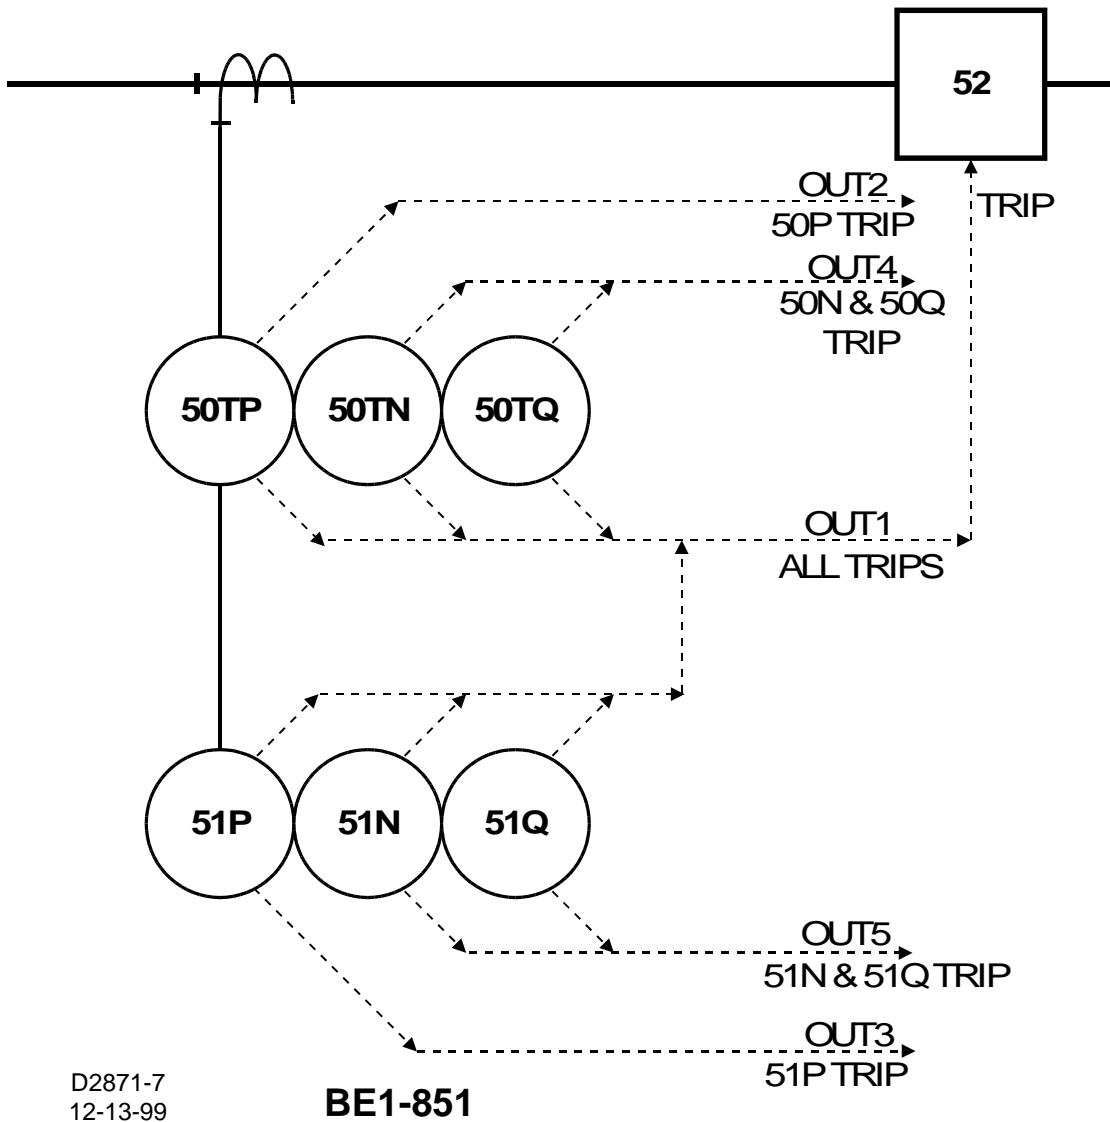 52
OUT2
TRIP
50P TRIP
OUT4
50N & 50Q
TRIP
50TP
50TN
50TQ
OUT1
ALL TRIPS
51P
51N
51Q
OUT5
51N & 51Q TRIP
OUT3
51P TRIP
D2871-7
12-13-99
BE1-851